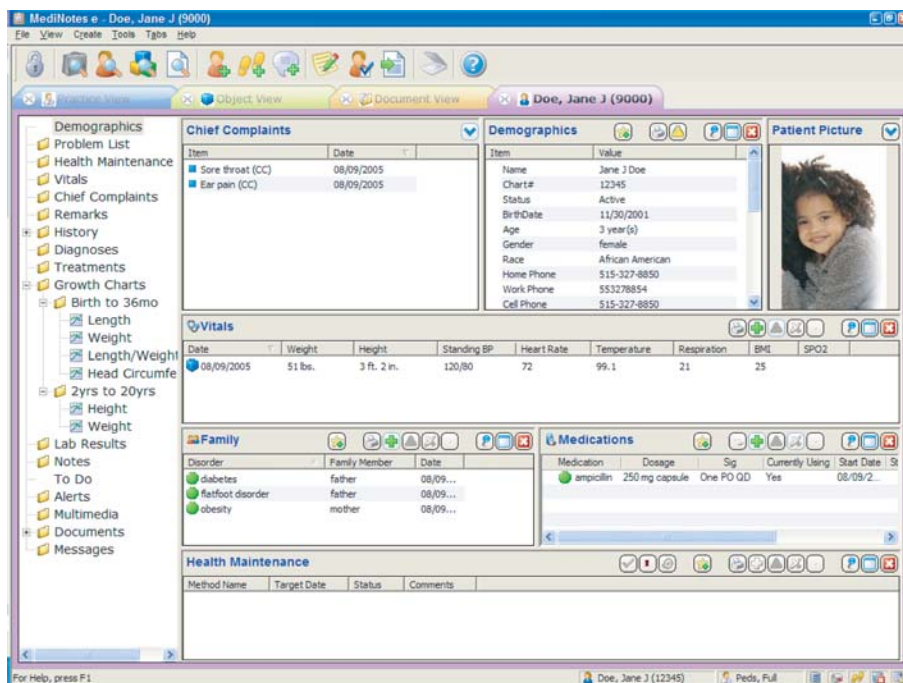 MediNotes e - Doe, Jane J (9000)
File View Create Tools Tabs Help
Practice View Object View Document View Doe, Jane J (9000)
Demographics
Problem List
Health Maintenance
Vitals
Chief Complaints
Remarks
History
Diagnoses
Treatments
Growth Charts
Birth to 36mo
Length
Weight
Length/Weight
Head Circumfe
2yrs to 20yrs
Height
Weight
Lab Results
Notes
To Do
Alerts
Multimedia
Documents
Messages
Chief Complaints
Item Date
Sore throat (CC) 08/09/2005
Ear pain (CC) 08/09/2005
Demographics
Item Value
Name Jane J Doe
Chart# 12345
Status Active
BirthDate 11/30/2001
Age 3 year(s)
Gender female
Race African American
Home Phone 515-327-8850
Work Phone 553278854
Cell Phone 515-327-8850
Patient Picture
Vitals
Date Weight Height Standing BP Heart Rate Temperature Respiration BMI SPO2
08/09/2005 51 lbs. 3 ft. 2 in. 120/80 72 99.1 21 25
Family
Disorder Family Member Date
diabetes father 08/09...
flatfoot disorder father 08/09...
obesity mother 08/09...
Medications
Medication Dosage Sig Currently Using Start Date St
ampicillin 250 mg capsule One PO QD Yes 08/09/2...
Health Maintenance
Method Name Target Date Status Comments
For Help, press F1 Doe, Jane J (12345) Peds, Full